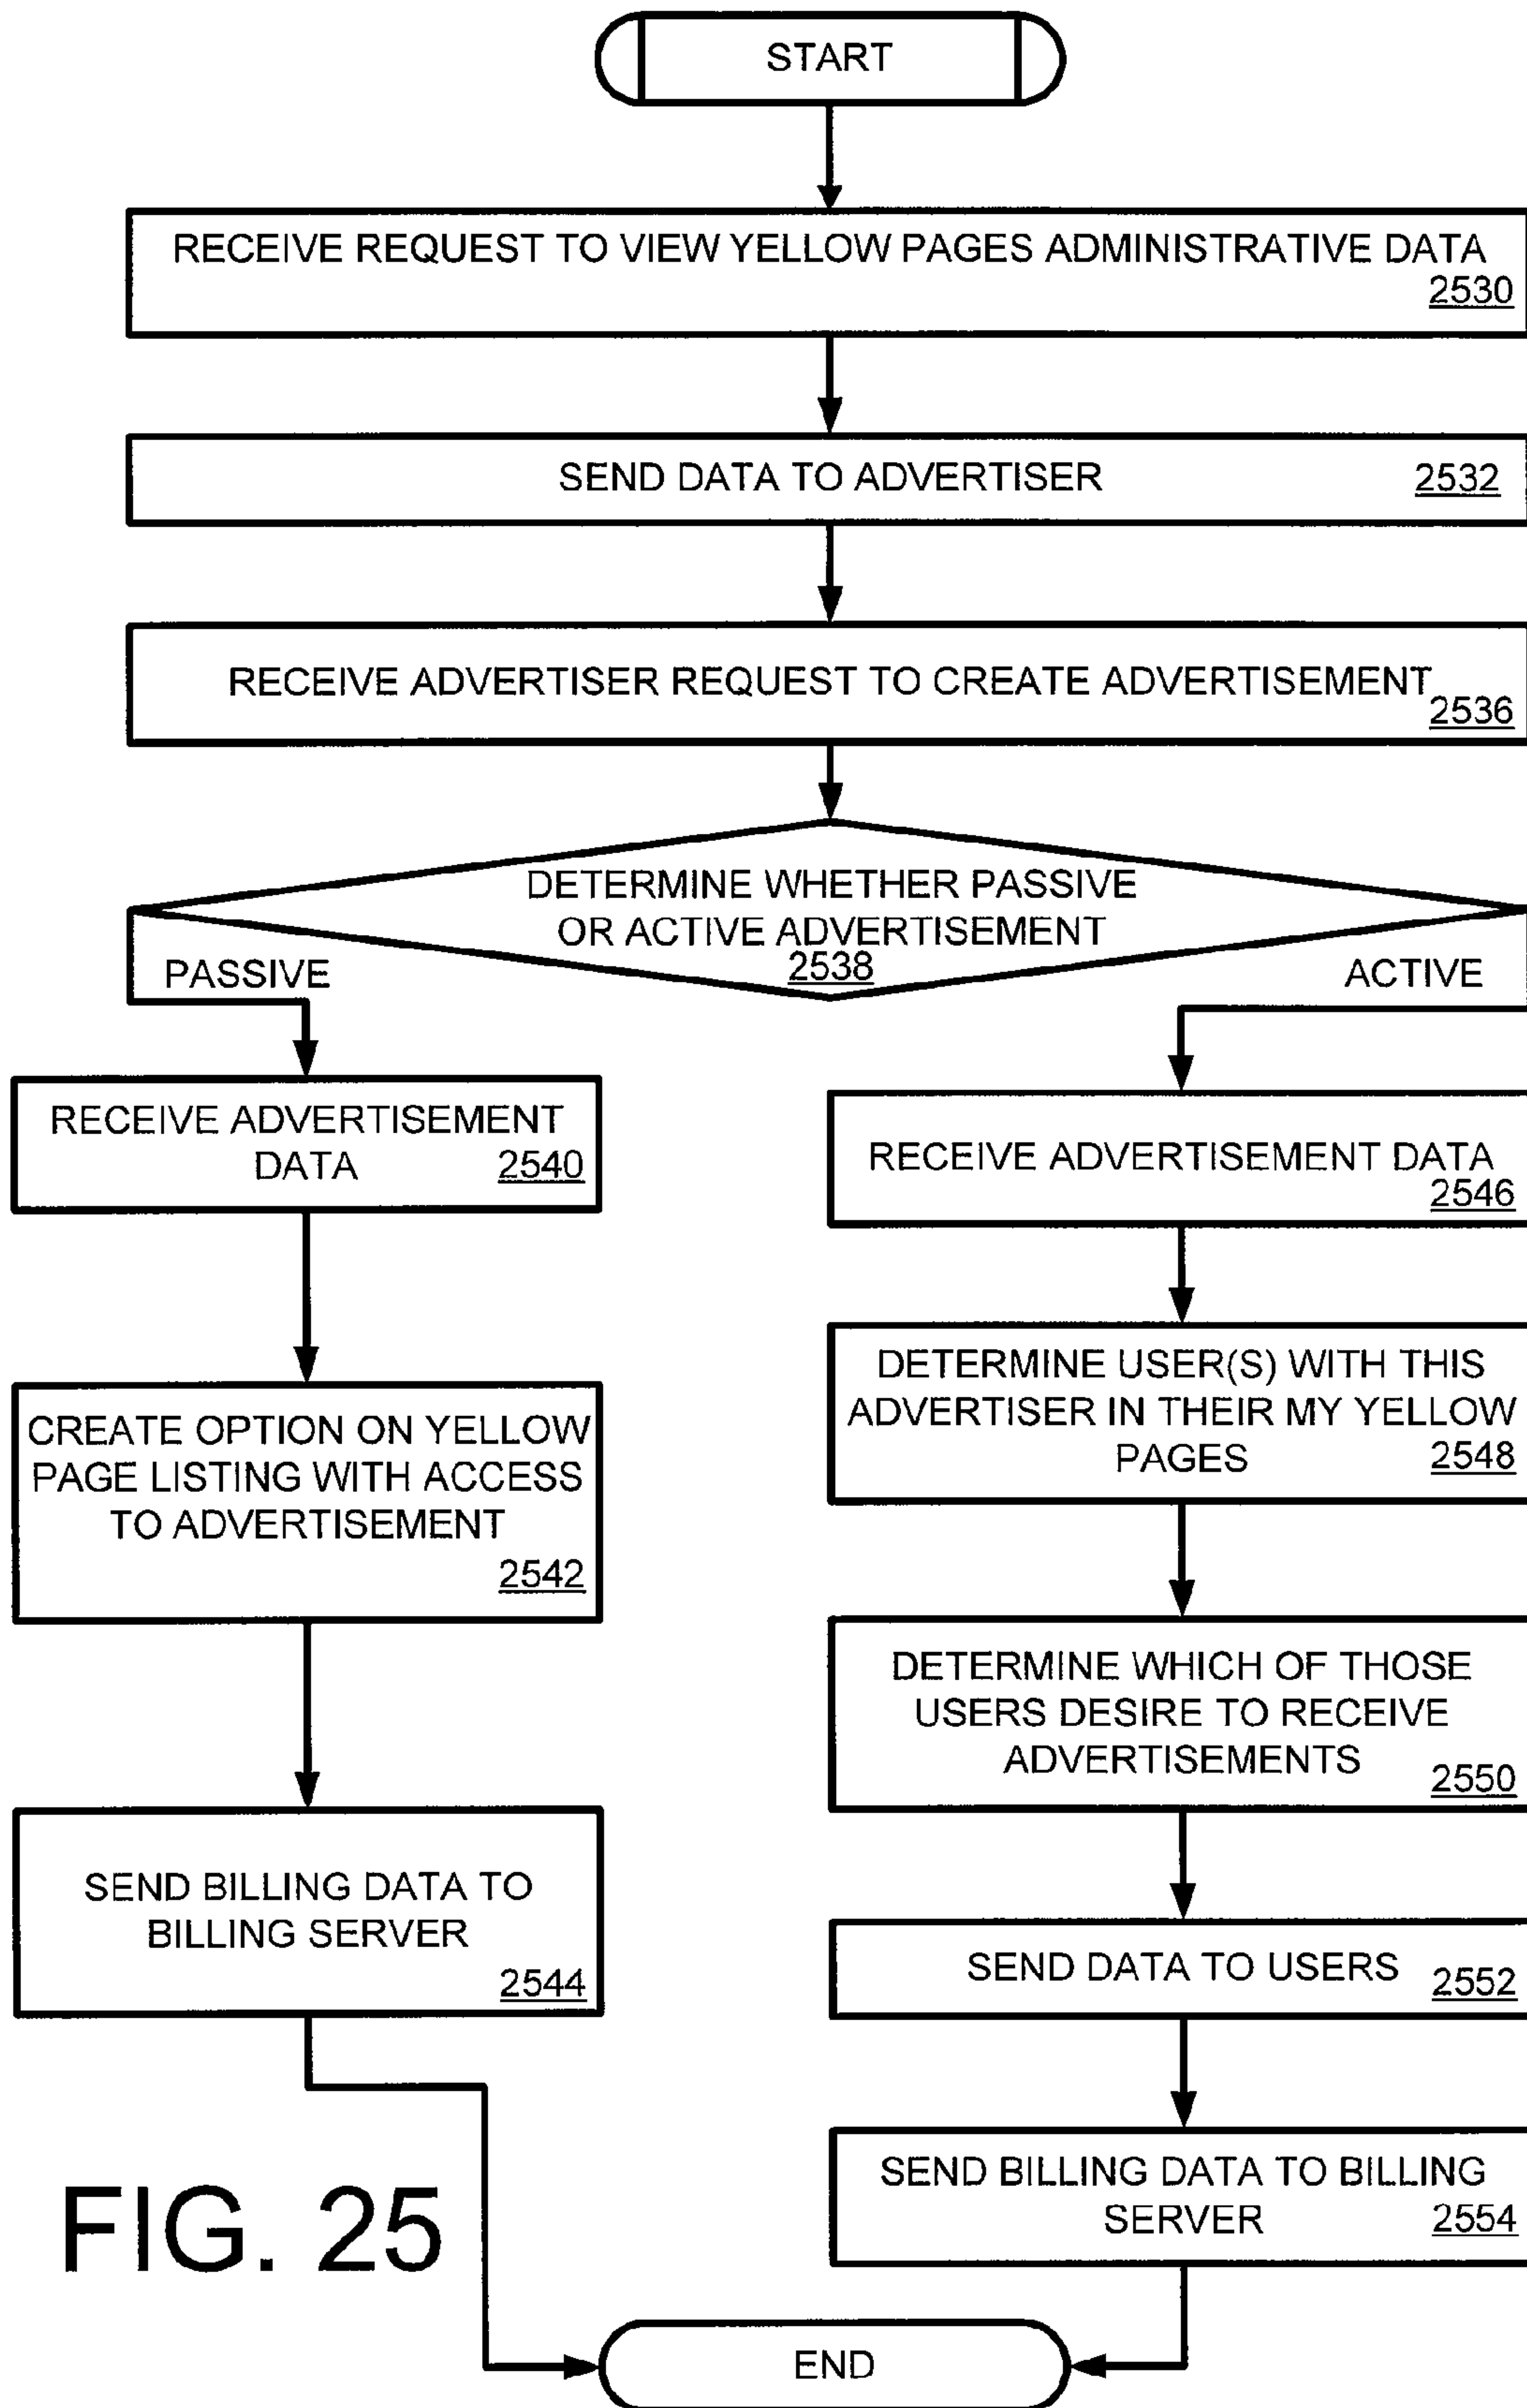 START
RECEIVE REQUEST TO VIEW YELLOW PAGES ADMINISTRATIVE DATA
2530
SEND DATA TO ADVERTISER 2532
RECEIVE ADVERTISER REQUEST TO CREATE ADVERTISEMENT
2536
DETERMINE WHETHER PASSIVE
OR ACTIVE ADVERTISEMENT
2538
PASSIVE
ACTIVE
RECEIVE ADVERTISEMENT
DATA 2540
CREATE OPTION ON YELLOW
PAGE LISTING WITH ACCESS
TO ADVERTISEMENT
2542
SEND BILLING DATA TO
BILLING SERVER
2544
RECEIVE ADVERTISEMENT DATA
2546
DETERMINE USER(S) WITH THIS
ADVERTISER IN THEIR MY YELLOW
PAGES 2548
DETERMINE WHICH OF THOSE
USERS DESIRE TO RECEIVE
ADVERTISEMENTS 2550
SEND DATA TO USERS 2552
SEND BILLING DATA TO BILLING
SERVER 2554
END
FIG. 25